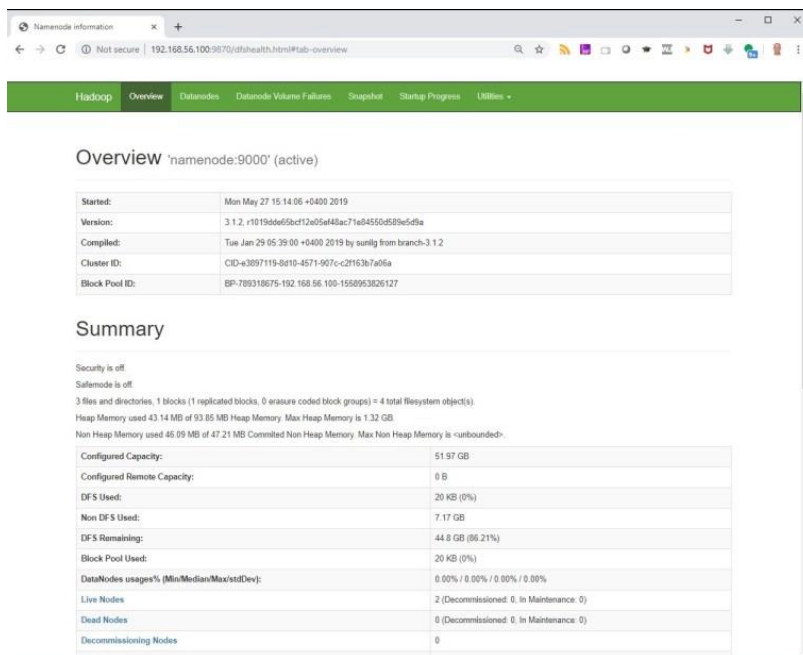 Namenode information
Not secure | 192.168.56.100:9870/dfshealth.html#tab-overview
Hadoop Overview Datanodes Datanode Volume Failures Snapshot Startup Progress Utilities
Overview 'namenode:9000' (active)
Started: Mon May 27 15:14:06 +0400 2019
Version: 3.1.2, r1019dde65bcf12e05ef48ac71e84550d589e5d9a
Compiled: Tue Jan 29 05:39:00 +0400 2019 by sunilg from branch-3.1.2
Cluster ID: CID-e3897119-8d10-4571-907c-c2f163b7a06a
Block Pool ID: BP-789318675-192.168.56.100-1558953826127
Summary
Security is off.
Safemode is off.
3 files and directories, 1 blocks (1 replicated blocks, 0 erasure coded block groups) = 4 total filesystem object(s).
Heap Memory used 43.14 MB of 93.85 MB Heap Memory. Max Heap Memory is 1.32 GB.
Non Heap Memory used 46.09 MB of 47.21 MB Commited Non Heap Memory. Max Non Heap Memory is <unbounded>.
Configured Capacity: 51.97 GB
Configured Remote Capacity: 0 B
DFS Used: 20 KB (0%)
Non DFS Used: 7.17 GB
DFS Remaining: 44.8 GB (86.21%)
Block Pool Used: 20 KB (0%)
DataNodes usages% (Min/Median/Max/stdDev): 0.00% / 0.00% / 0.00% / 0.00%
Live Nodes 2 (Decommissioned: 0, In Maintenance: 0)
Dead Nodes 0 (Decommissioned: 0, In Maintenance: 0)
Decommissioning Nodes 0